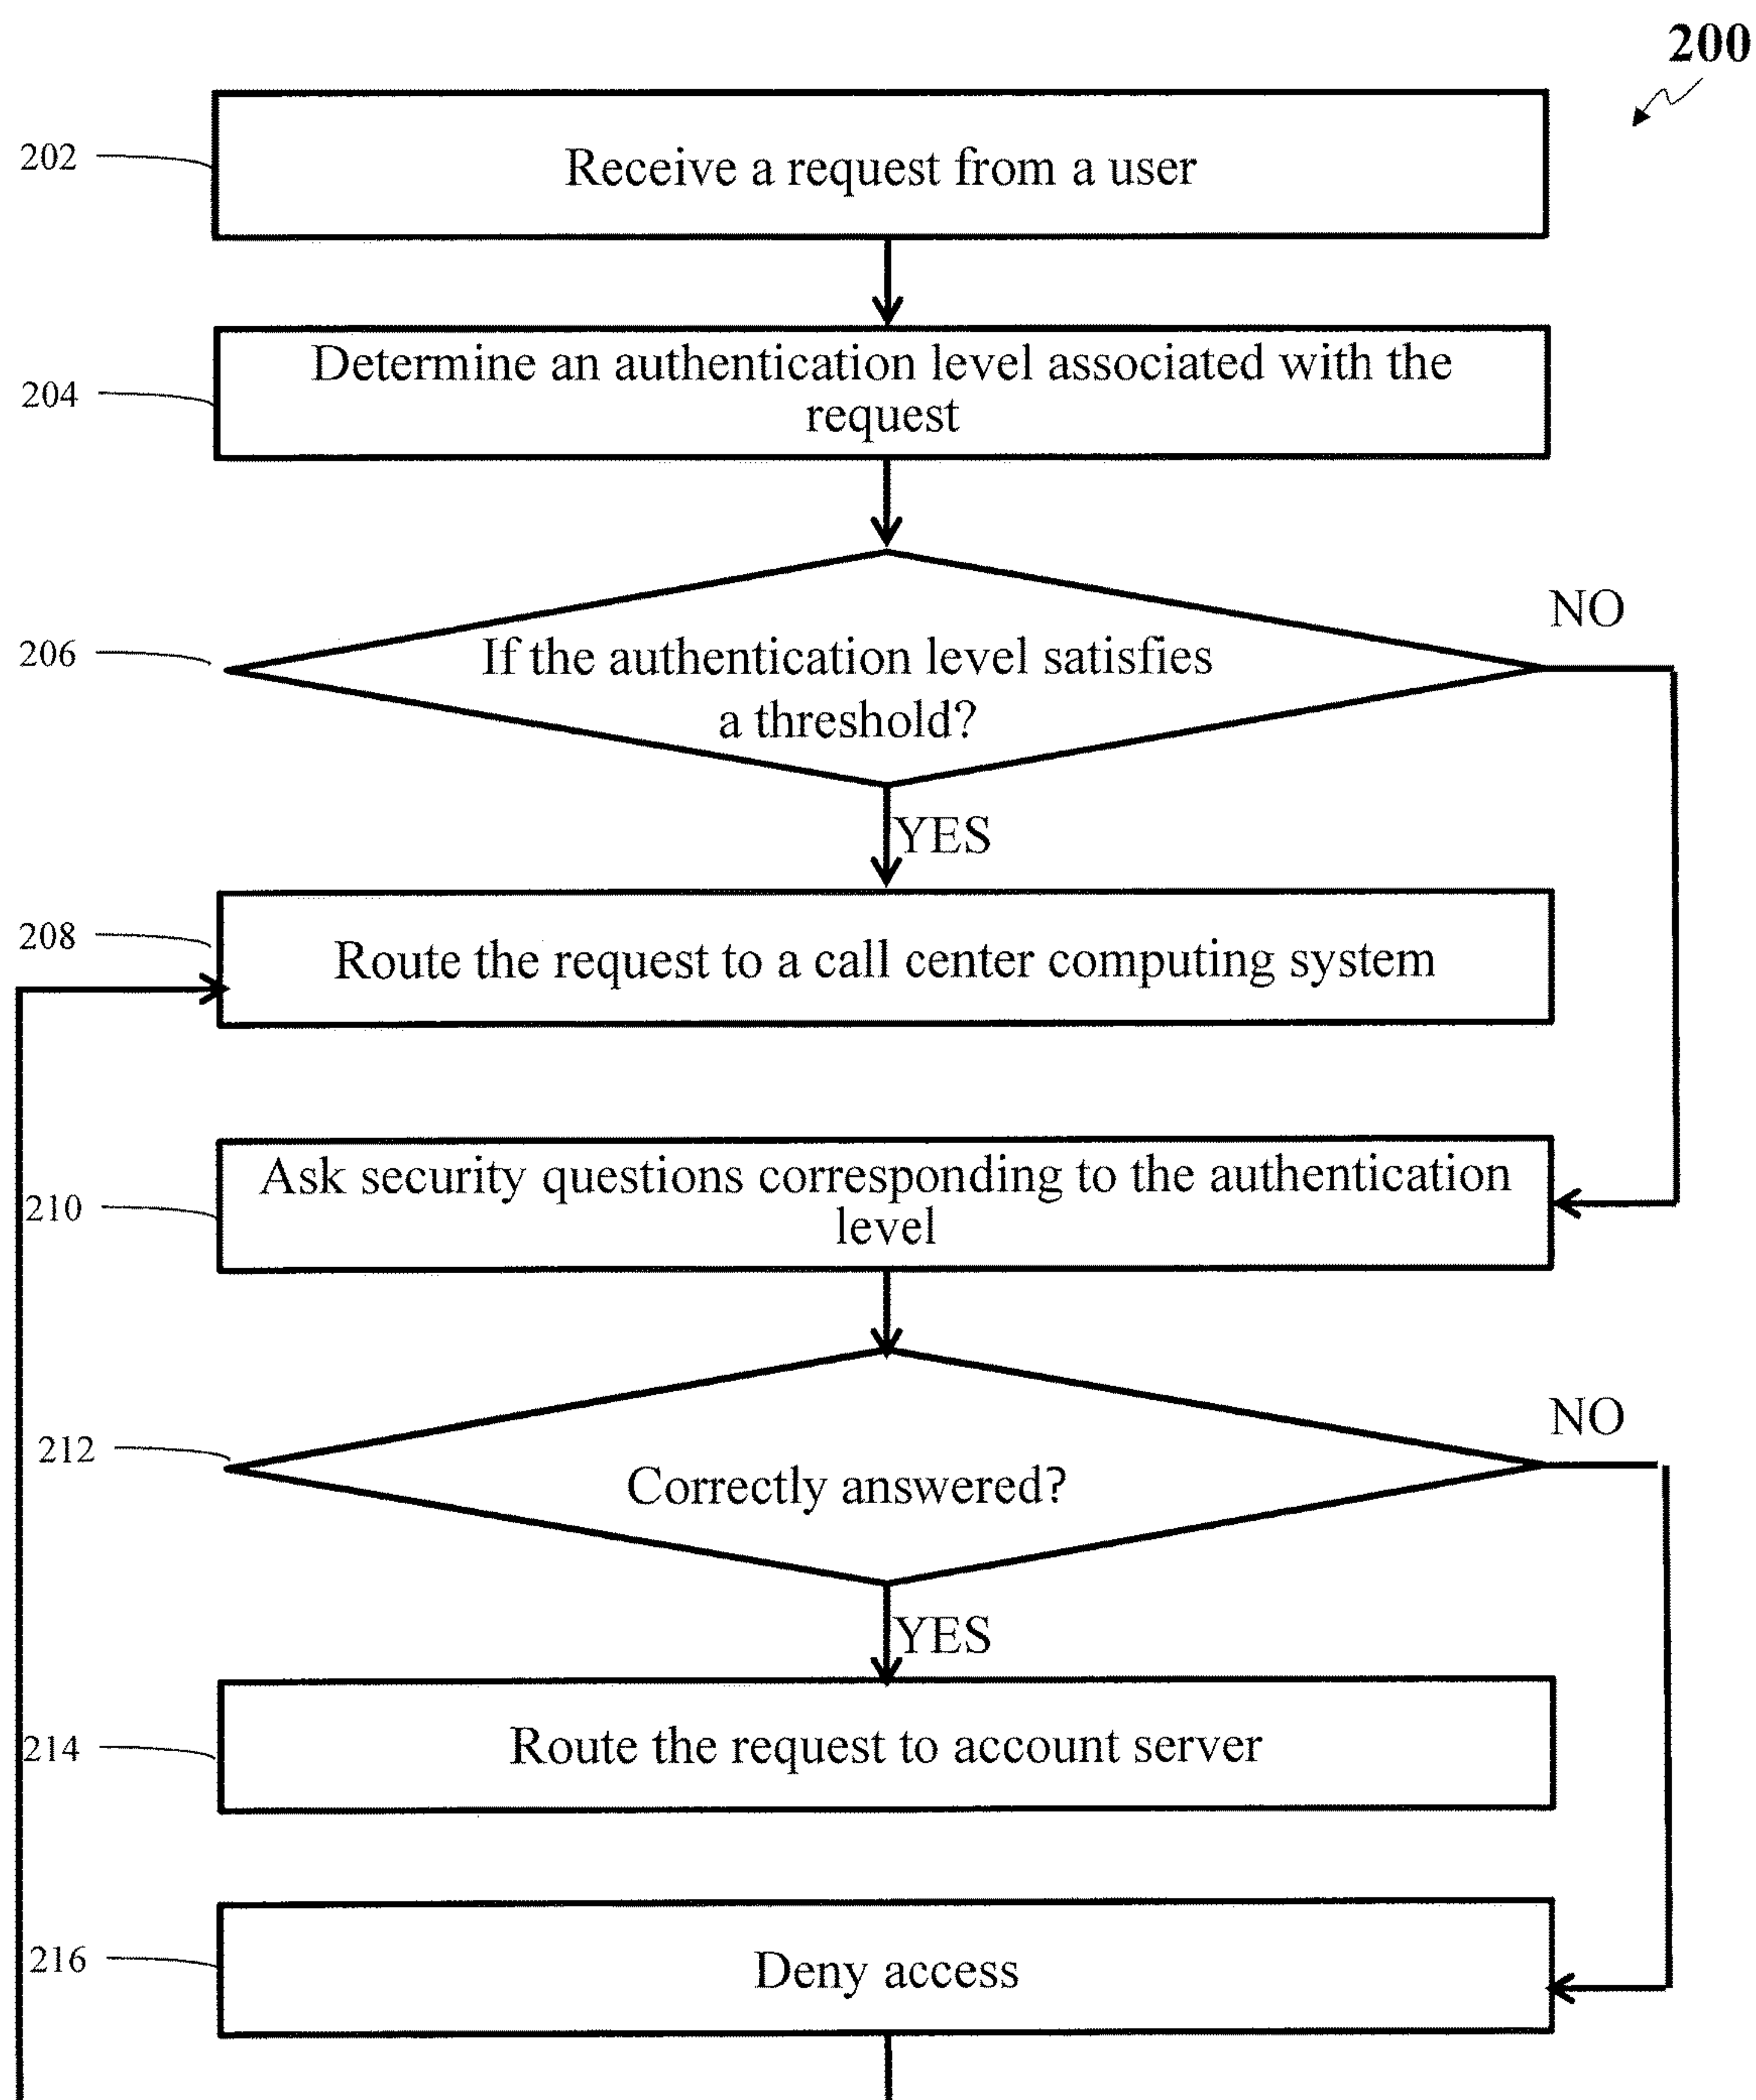 200
202
Receive a request from a user
204
Determine an authentication level associated with the
request
206
If the authentication level satisfies
a threshold?
NO
YES
208
Route the request to a call center computing system
210
Ask security questions corresponding to the authentication
level
212
Correctly answered?
NO
YES
214
Route the request to account server
216
Deny access